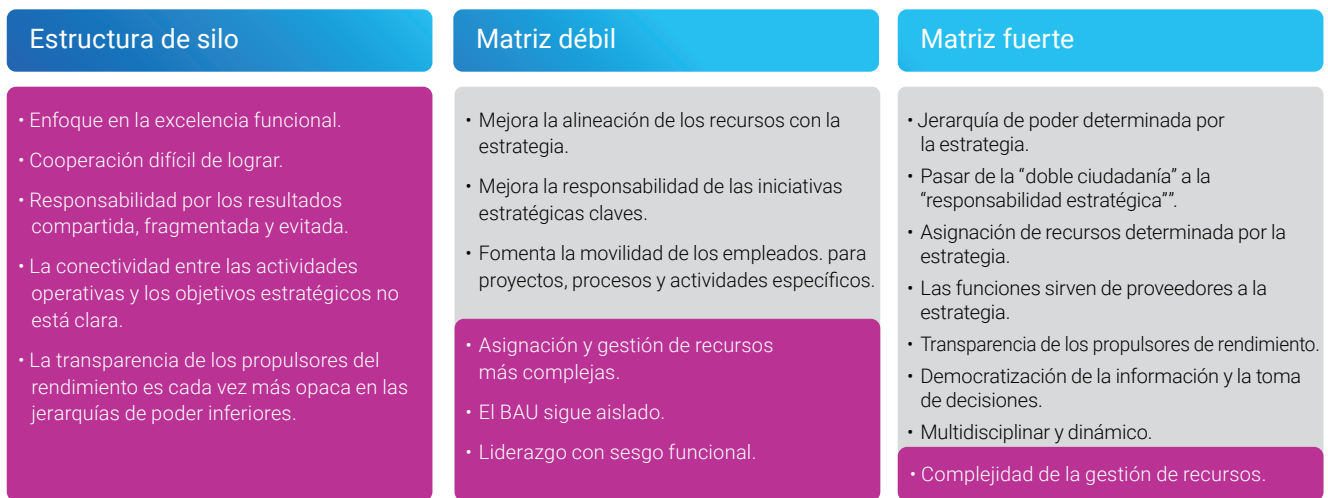 Estructura de silo
• Enfoque en la excelencia funcional.
• Cooperación difícil de lograr.
• Responsabilidad por los resultados
compartida, fragmentada y evitada.
• La conectividad entre las actividades
operativas y los objetivos estratégicos no
está clara.
• La transparencia de los propulsores del
rendimiento es cada vez más opaca en las
jerarquías de poder inferiores.
Matriz débil
• Mejora la alineación de los recursos con la
estrategia.
• Mejora la responsabilidad de las iniciativas
estratégicas claves.
• Fomenta la movilidad de los empleados. para
proyectos, procesos y actividades específicos.
• Asignación y gestión de recursos
más complejas.
• El BAU sigue aislado.
• Liderazgo con sesgo funcional.
Matriz fuerte
• Jerarquía de poder determinada por
la estrategia.
• Pasar de la “doble ciudadanía” a la
“responsabilidad estratégica””.
• Asignación de recursos determinada por la
estrategia.
• Las funciones sirven de proveedores a la
estrategia.
• Transparencia de los propulsores de rendimiento.
• Democratización de la información y la toma
de decisiones.
• Multidisciplinar y dinámico.
• Complejidad de la gestión de recursos.